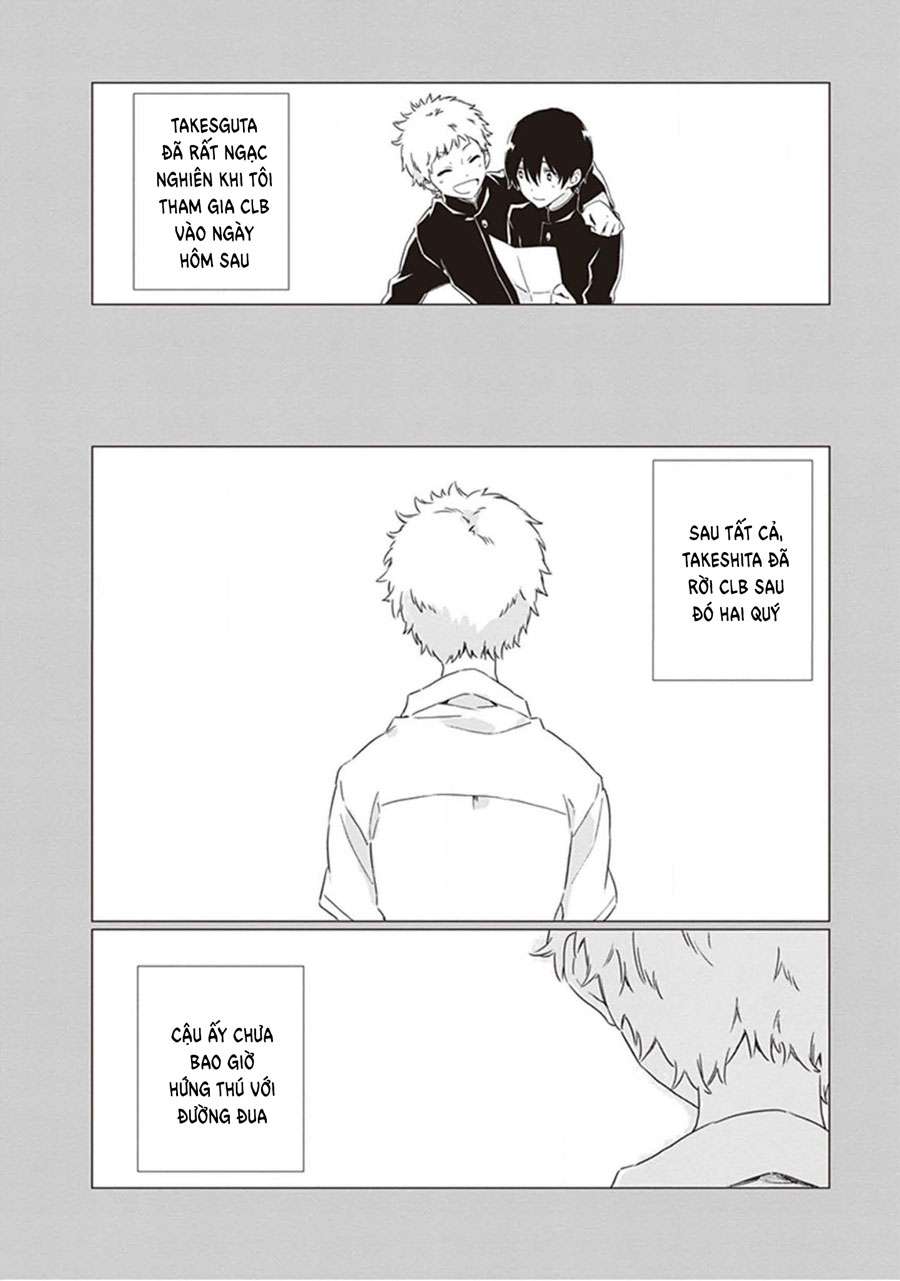 TAKESGUTA
ĐÃ RẤT NGẠC
NGHIÊN KHI TÔI
THAM GIA CLB
VÀO NGÀY
HÔM SAU
SAU TẤT CẢ,
TAKESHITA ĐÃ
RỜI CLB SAU
ĐÓ HAI QUÝ
CẬU ẤY CHƯA
BAO GIỜ
HỨNG THÚ VỚI
ĐƯỜNG ĐUA